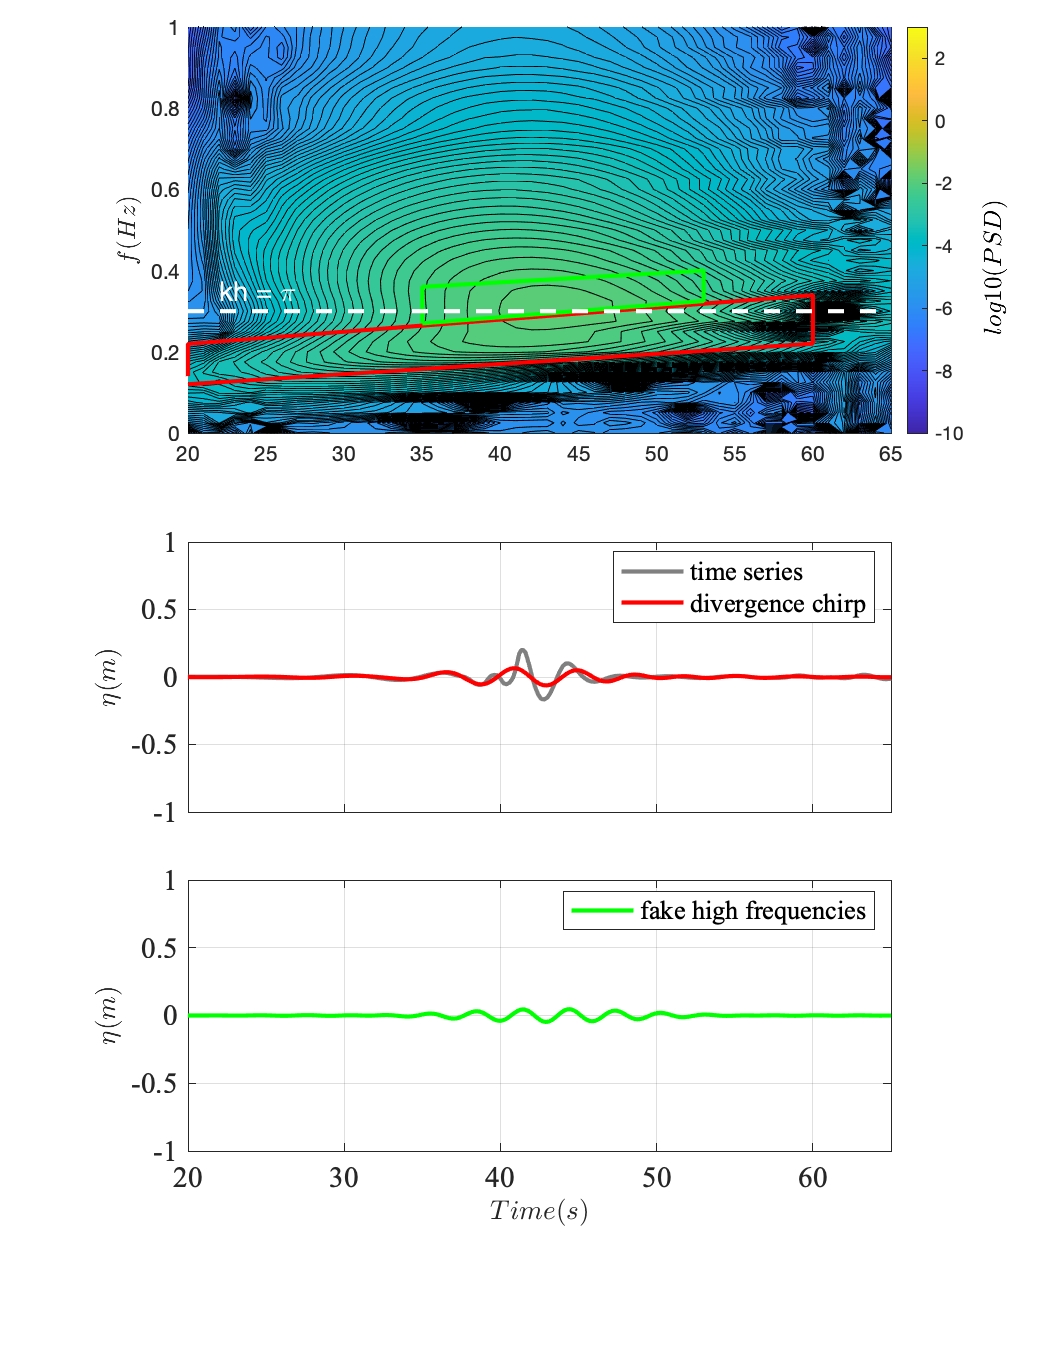 1
0.8
0.6
0.4
0.2
0
f(Hz)
kh = π
20 25 30 35 40 45 50 55 60 65
2
0
-2
-4
-6
-8
-10
log10(PSD)
1
0.5
0
-0.5
-1
η(m)
time series
divergence chirp
1
0.5
0
-0.5
-1
η(m)
fake high frequencies
20 30 40 50 60
Time(s)